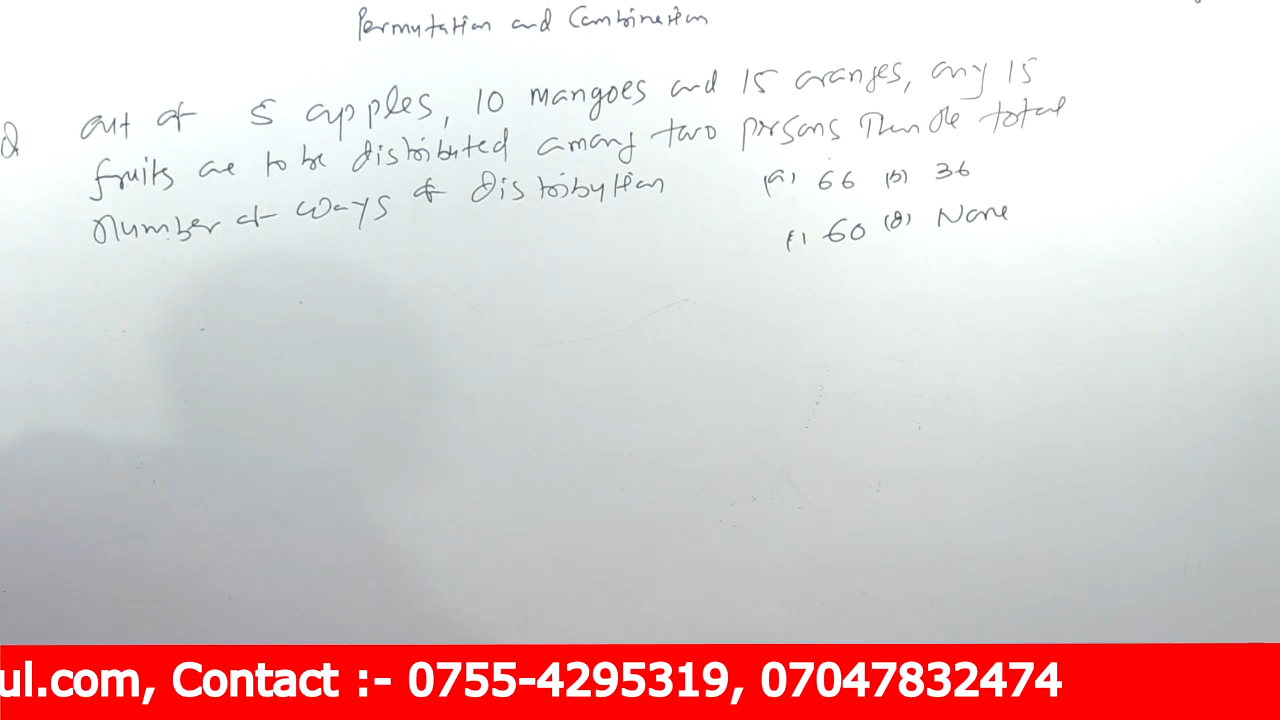 Permutation and Combination
Q out of 5 apples, 10 mangoes and 15 oranges, any 15
fruits are to be distributed among two persons Then the total
number of ways of distribution
(a) 66 (b) 36
(c) 60 (d) None
ul.com, Contact :- 0755-4295319, 07047832474